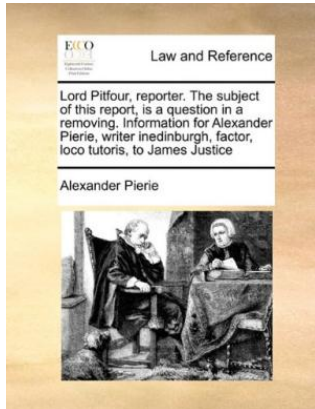 ECCO
Law and Reference
Lord Pitfour, reporter. The subject
of this report, is a question in a
removing. Information for Alexander
Pierie, writer inedinburgh, factor,
loco tutoris, to James Justice
Alexander Pierie